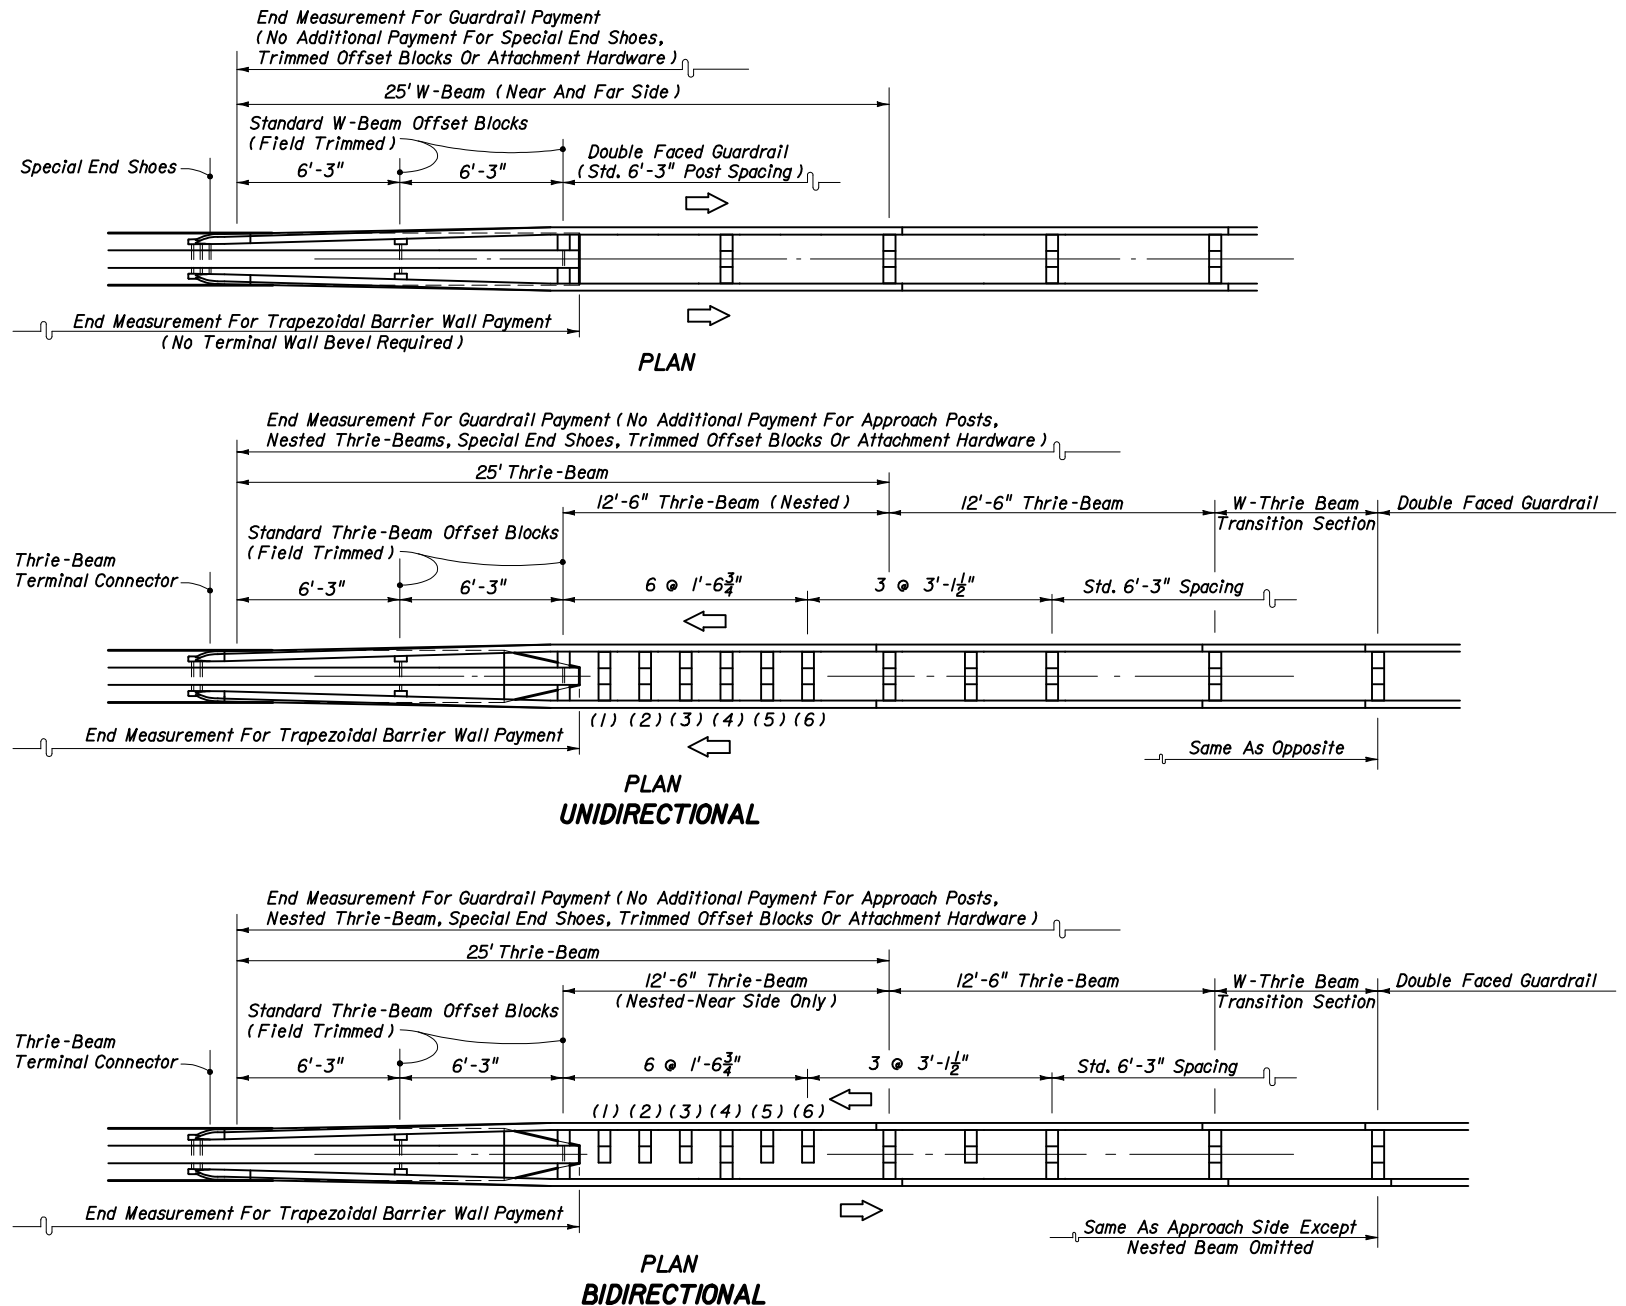 End Measurement For Guardrail Payment
(No Additional Payment For Special End Shoes,
Trimmed Offset Blocks Or Attachment Hardware)
25' W-Beam (Near And Far Side)
Standard W-Beam Offset Blocks
(Field Trimmed)
Special End Shoes
6'-3"
6'-3"
Double Faced Guardrail
(Std. 6'-3" Post Spacing)
End Measurement For Trapezoidal Barrier Wall Payment
(No Terminal Wall Bevel Required)
PLAN
End Measurement For Guardrail Payment (No Additional Payment For Approach Posts,
Nested Thrie-Beams, Special End Shoes, Trimmed Offset Blocks Or Attachment Hardware)
25' Thrie-Beam
12'-6" Thrie-Beam (Nested)
12'-6" Thrie-Beam
W-Thrie Beam
Transition Section
Double Faced Guardrail
Standard Thrie-Beam Offset Blocks
(Field Trimmed)
Thrie-Beam
Terminal Connector
6'-3"
6'-3"
6 @ 1'-6 3/4"
3 @ 3'-1 1/2"
Std. 6'-3" Spacing
(1) (2) (3) (4) (5) (6)
End Measurement For Trapezoidal Barrier Wall Payment
Same As Opposite
PLAN
UNIDIRECTIONAL
End Measurement For Guardrail Payment (No Additional Payment For Approach Posts,
Nested Thrie-Beam, Special End Shoes, Trimmed Offset Blocks Or Attachment Hardware)
25' Thrie-Beam
12'-6" Thrie-Beam
(Nested-Near Side Only)
12'-6" Thrie-Beam
W-Thrie Beam
Transition Section
Double Faced Guardrail
Standard Thrie-Beam Offset Blocks
(Field Trimmed)
Thrie-Beam
Terminal Connector
6'-3"
6'-3"
6 @ 1'-6 3/4"
3 @ 3'-1 1/2"
Std. 6'-3" Spacing
(1) (2) (3) (4) (5) (6)
End Measurement For Trapezoidal Barrier Wall Payment
Same As Approach Side Except
Nested Beam Omitted
PLAN
BIDIRECTIONAL